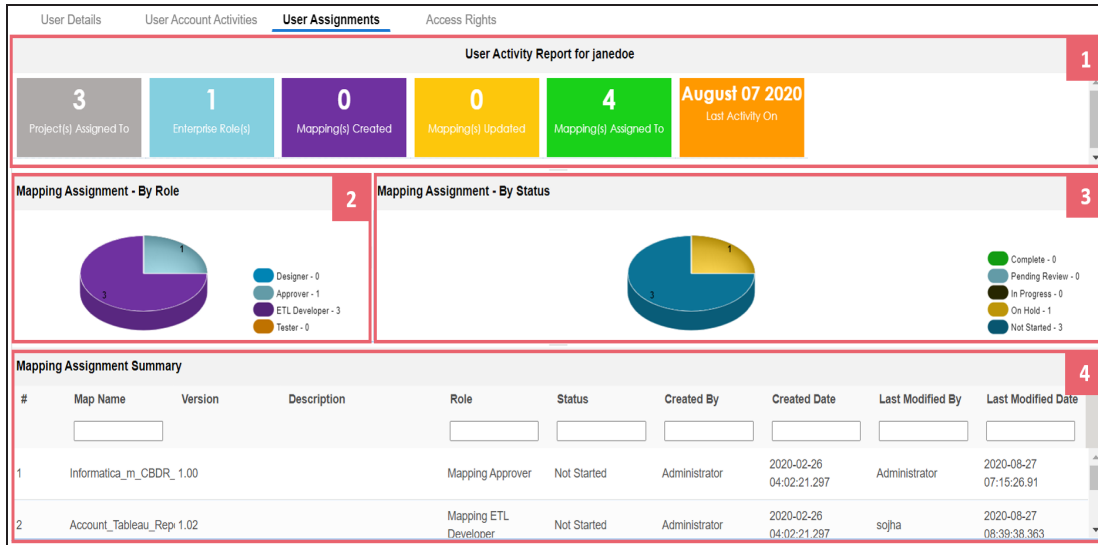 User Details User Account Activities User Assignments Access Rights
User Activity Report for janedoe
1
3 1 0 0 4 August 07 2020
Project(s) Assigned To Enterprise Role(s) Mapping(s) Created Mapping(s) Updated Mapping(s) Assigned To Last Activity On
Mapping Assignment - By Role
2
1
3
Designer - 0
Approver - 1
ETL Developer - 3
Tester - 0
Mapping Assignment - By Status
3
1
3
Complete - 0
Pending Review - 0
In Progress - 0
On Hold - 1
Not Started - 3
Mapping Assignment Summary
4
# Map Name Version Description Role Status Created By Created Date Last Modified By Last Modified Date
1 Informatica_m_CBDR_ 1.00 Mapping Approver Not Started Administrator 2020-02-26 04:02:21.297 Administrator 2020-08-27 07:15:26.91
2 Account_Tableau_Rep 1.02 Mapping ETL Developer Not Started Administrator 2020-02-26 04:02:21.297 sojha 2020-08-27 08:39:38.363